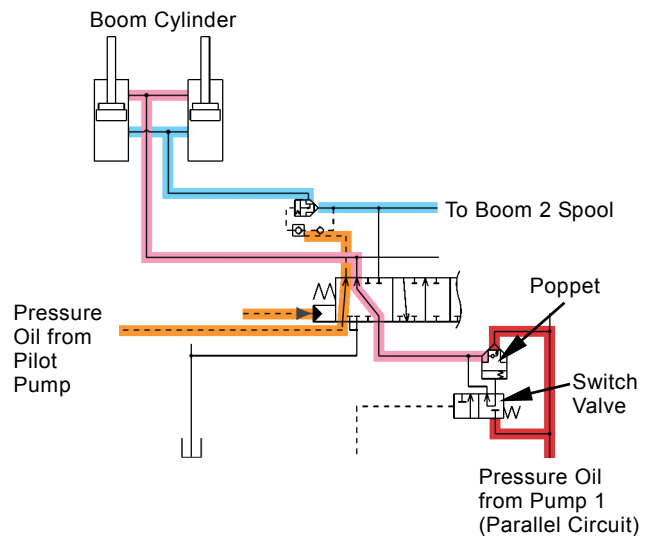 Boom Cylinder
To Boom 2 Spool
Poppet
Pressure
Oil from
Pilot
Pump
Switch
Valve
Pressure Oil
from Pump 1
(Parallel Circuit)